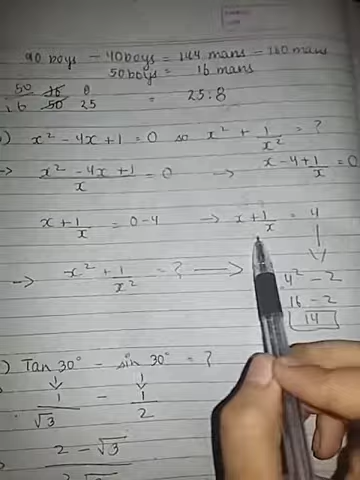 90 boys - 40 boys = 144 mans - 160 mans
50 boys = 16 mans
50 16 8
16 50 25 = 25:8
) x² - 4x + 1 = 0 so x² + 1/x² = ?
→ x² - 4x + 1 / x = 0 → x - 4 + 1/x = 0
x + 1/x = 0 - 4 → x + 1/x = 4
→ x² + 1/x² = ? → 4² - 2
16 - 2
14
) Tan 30° - sin 30° = ?
1/√3 - 1/2
2 - √3